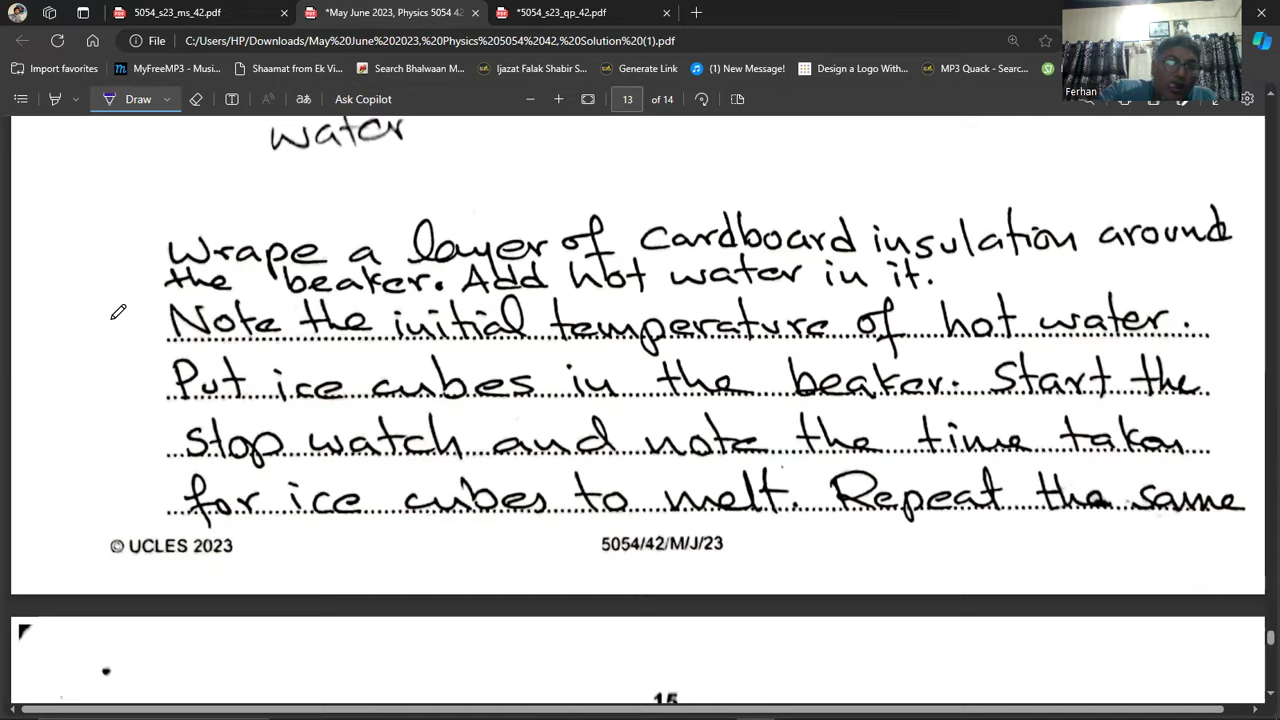 5054_s23_ms_42.pdf
*May June 2023, Physics 5054 42
*5054_s23_qp_42.pdf
File C:/Users/HP/Downloads/May%20June%202023,%20Physics%205054%2042,%20Solution%20(1).pdf
Import favorites MyFreeMP3 - Musi... Shaamat from Ek Vi... Search Bhalwaan M... Ijazat Falak Shabir S... Generate Link (1) New Message! Design a Logo With... MP3 Quack - Searc...
Ferhan
Draw Ask Copilot 13 of 14
water
Wrape a layer of cardboard insulation around
the beaker. Add hot water in it.
Note the initial temperature of hot water.
Put ice cubes in the beaker. Start the
stop watch and note the time taken
for ice cubes to melt. Repeat the same
© UCLES 2023 5054/42/M/J/23
15